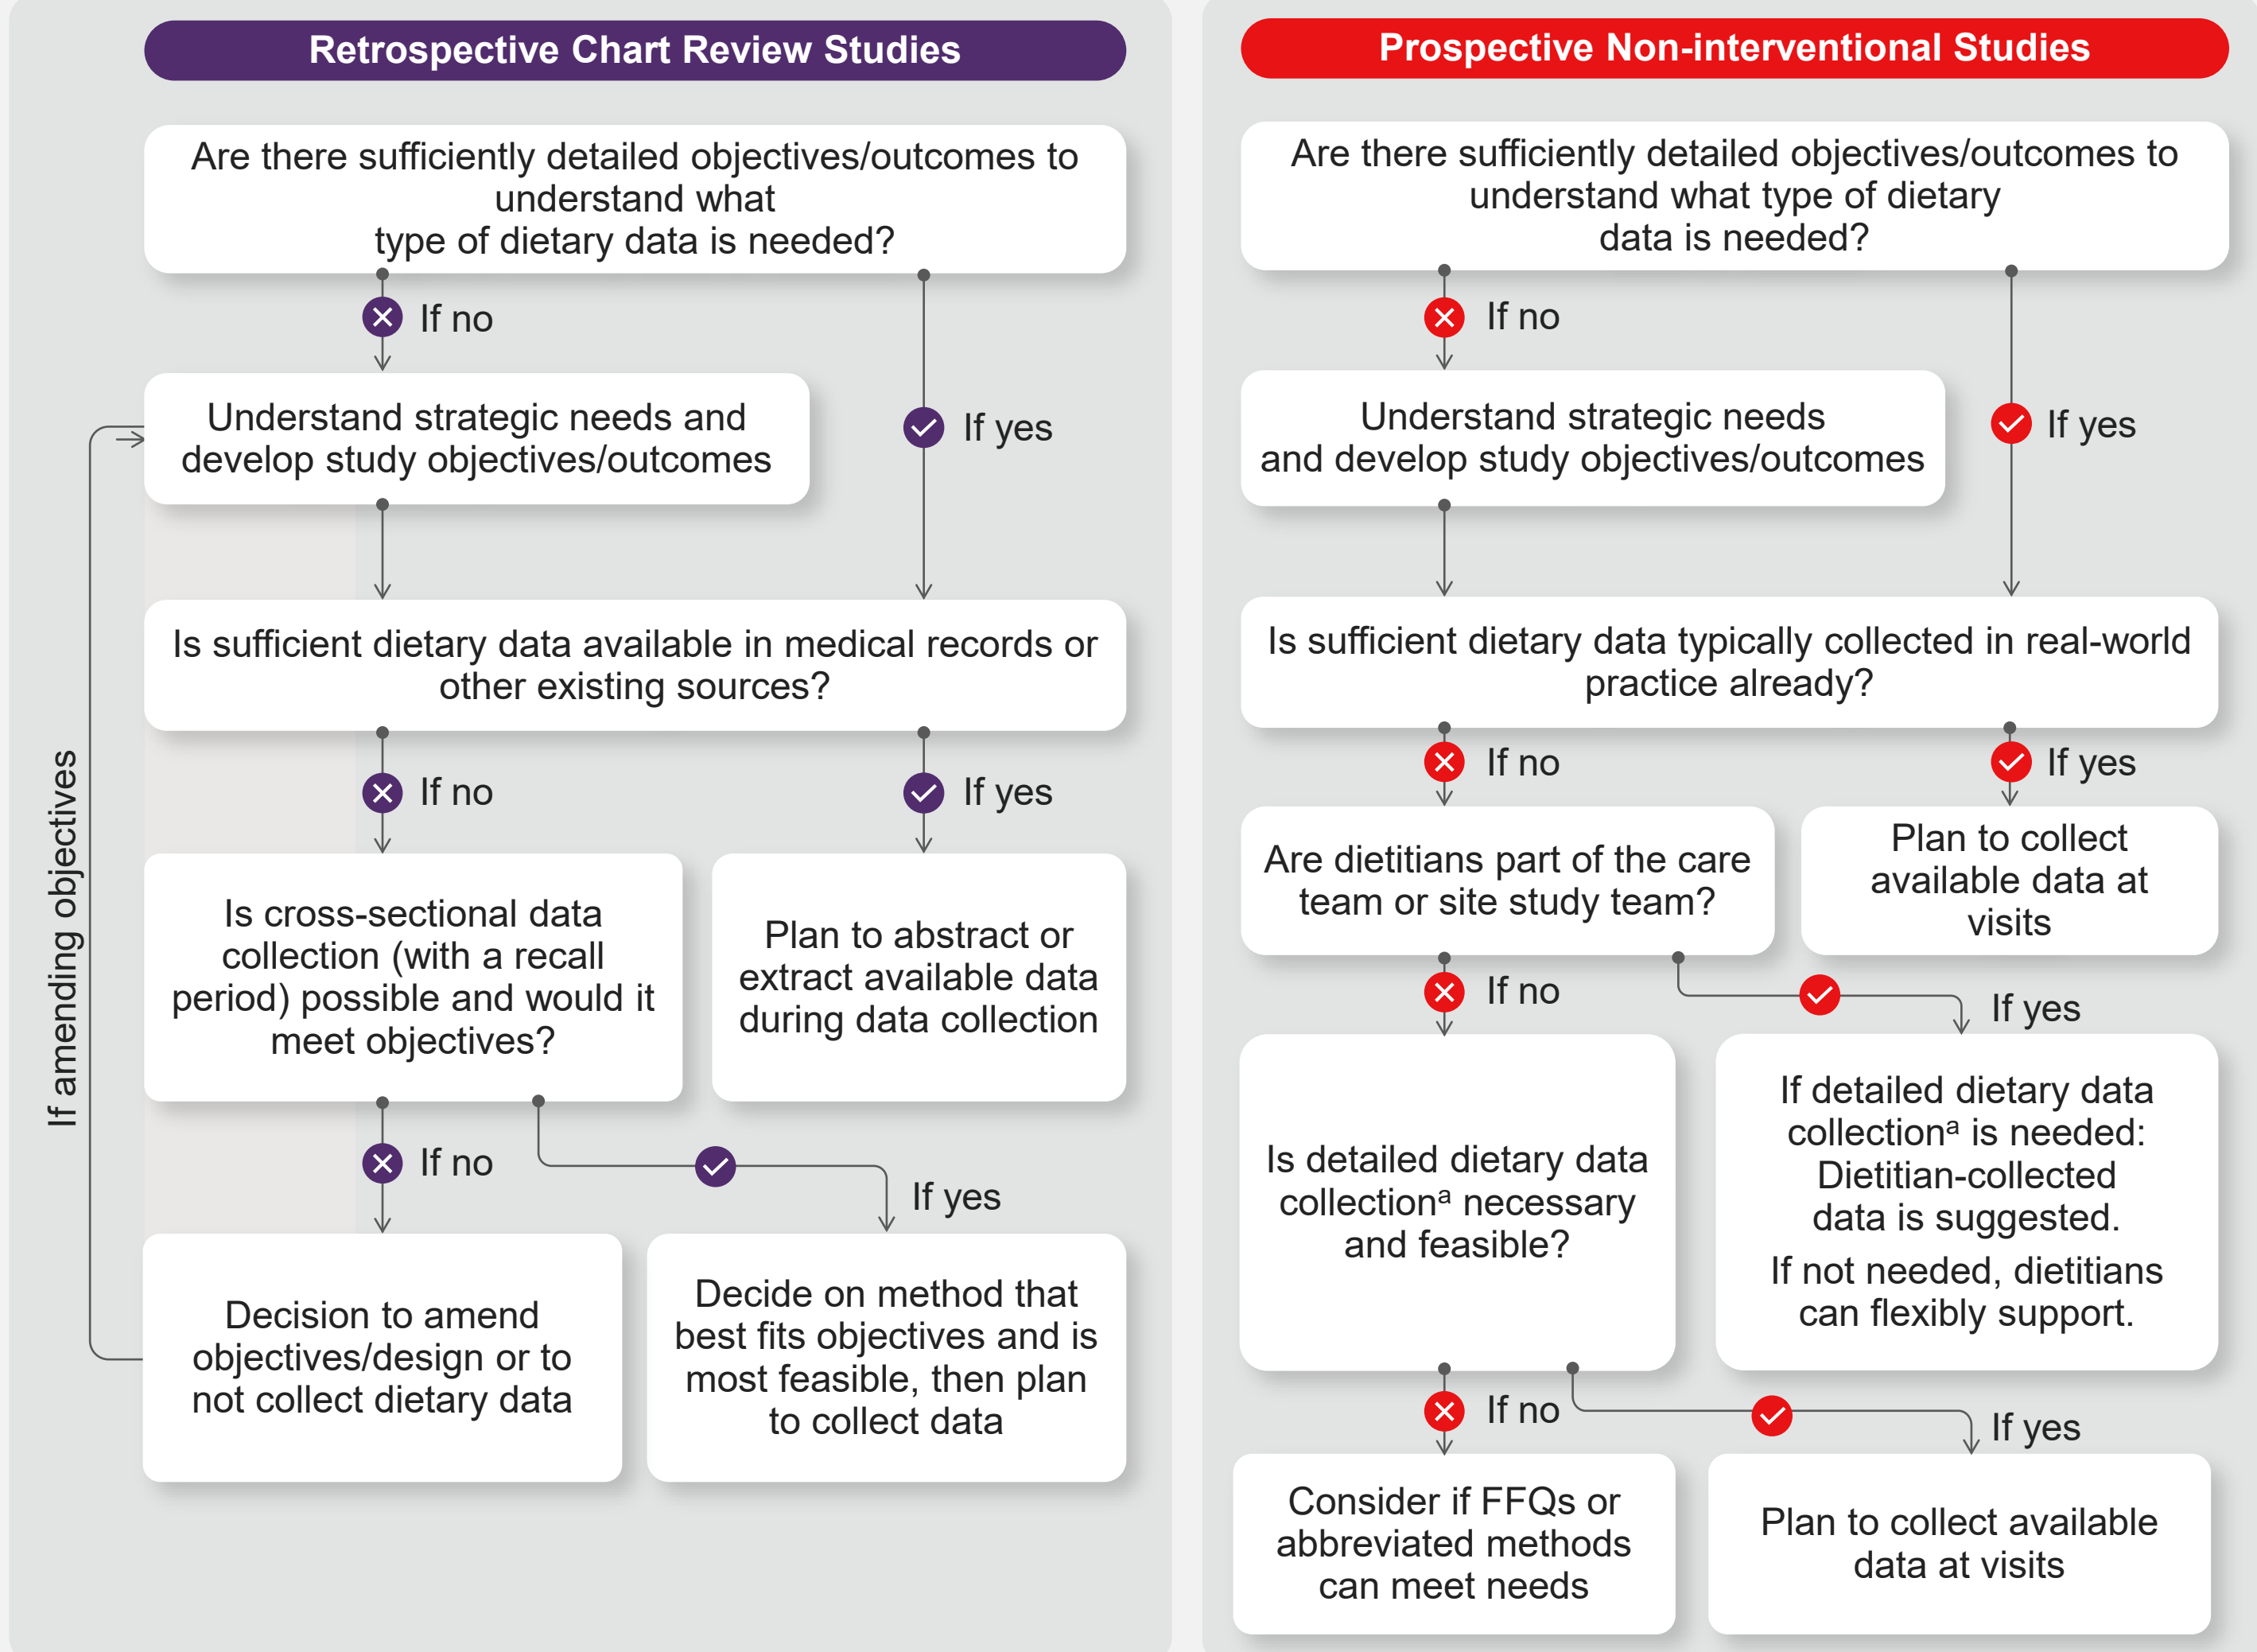 Retrospective Chart Review Studies
Are there sufficiently detailed objectives/outcomes to
understand what
type of dietary data is needed?
If no
If yes
Understand strategic needs and
develop study objectives/outcomes
Is sufficient dietary data available in medical records or
other existing sources?
If no
If yes
Is cross-sectional data
collection (with a recall
period) possible and would it
meet objectives?
Plan to abstract or
extract available data
during data collection
If no
If yes
Decision to amend
objectives/design or to
not collect dietary data
Decide on method that
best fits objectives and is
most feasible, then plan
to collect data
If amending objectives
Prospective Non-interventional Studies
Are there sufficiently detailed objectives/outcomes to
understand what type of dietary
data is needed?
If no
If yes
Understand strategic needs
and develop study objectives/outcomes
Is sufficient dietary data typically collected in real-world
practice already?
If no
If yes
Are dietitians part of the care
team or site study team?
Plan to collect
available data at
visits
If no
If yes
Is detailed dietary data
collectionᵃ necessary
and feasible?
If detailed dietary data
collectionᵃ is needed:
Dietitian-collected
data is suggested.
If not needed, dietitians
can flexibly support.
If no
If yes
Consider if FFQs or
abbreviated methods
can meet needs
Plan to collect available
data at visits